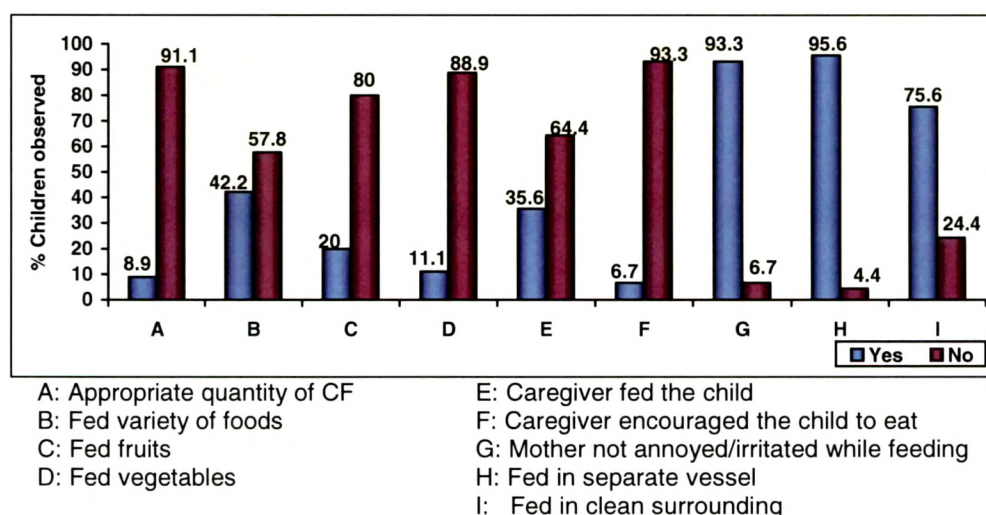 % Children observed
100
90
80
70
60
50
40
30
20
10
0
8.9 91.1
42.2 57.8
20 80
11.1 88.9
35.6 64.4
6.7 93.3
93.3 6.7
95.6 4.4
75.6 24.4
A B C D E F G H I
Yes No
A: Appropriate quantity of CF
B: Fed variety of foods
C: Fed fruits
D: Fed vegetables
E: Caregiver fed the child
F: Caregiver encouraged the child to eat
G: Mother not annoyed/irritated while feeding
H: Fed in separate vessel
I: Fed in clean surrounding